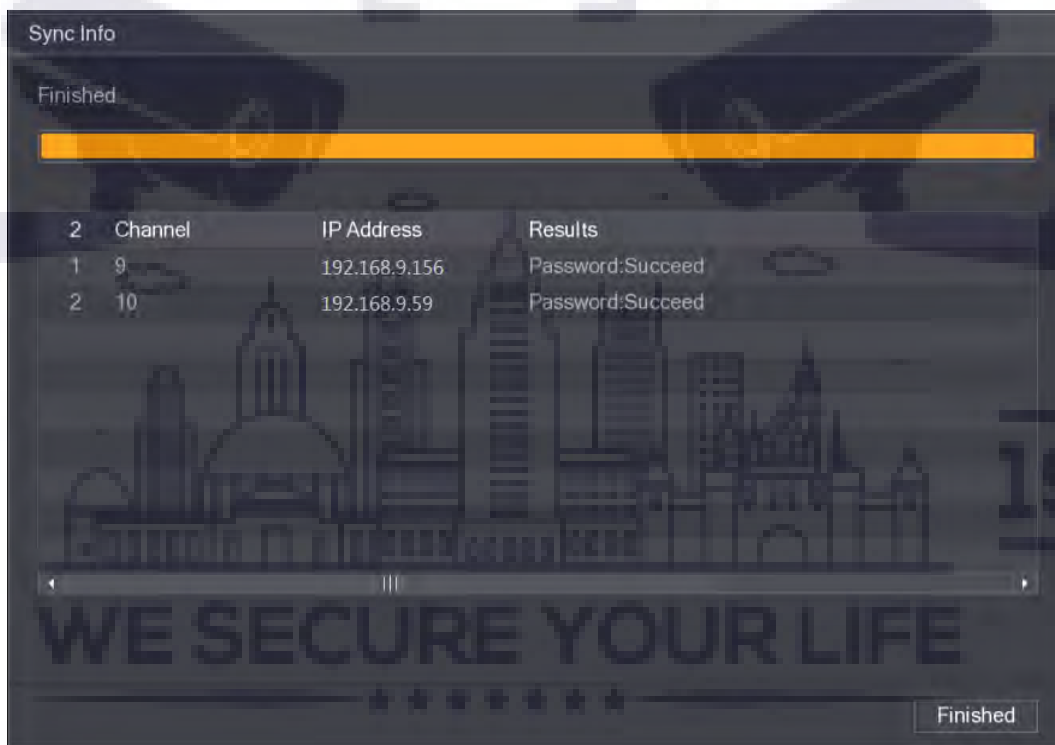 Sync Info
Finished
2 Channel IP Address Results
1 9 192.168.9.156 Password:Succeed
2 10 192.168.9.59 Password:Succeed
WE SECURE YOUR LIFE
Finished